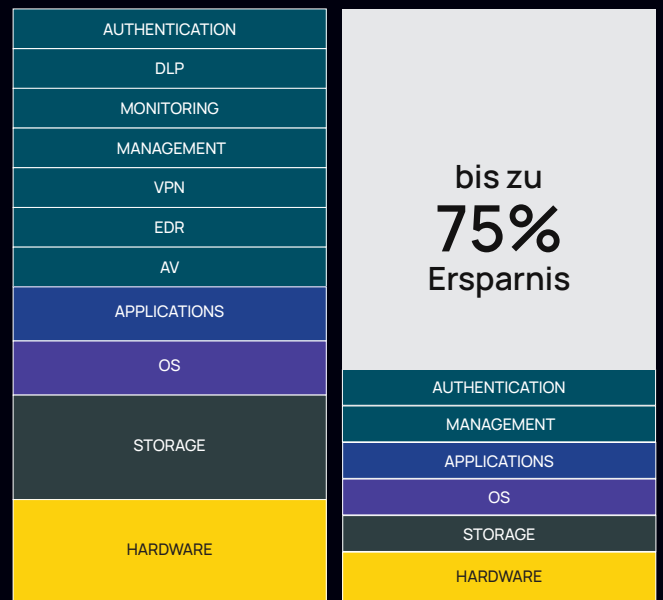 AUTHENTICATION
DLP
MONITORING
MANAGEMENT
VPN
EDR
AV
APPLICATIONS
OS
STORAGE
HARDWARE
bis zu
75%
Ersparnis
AUTHENTICATION
MANAGEMENT
APPLICATIONS
OS
STORAGE
HARDWARE